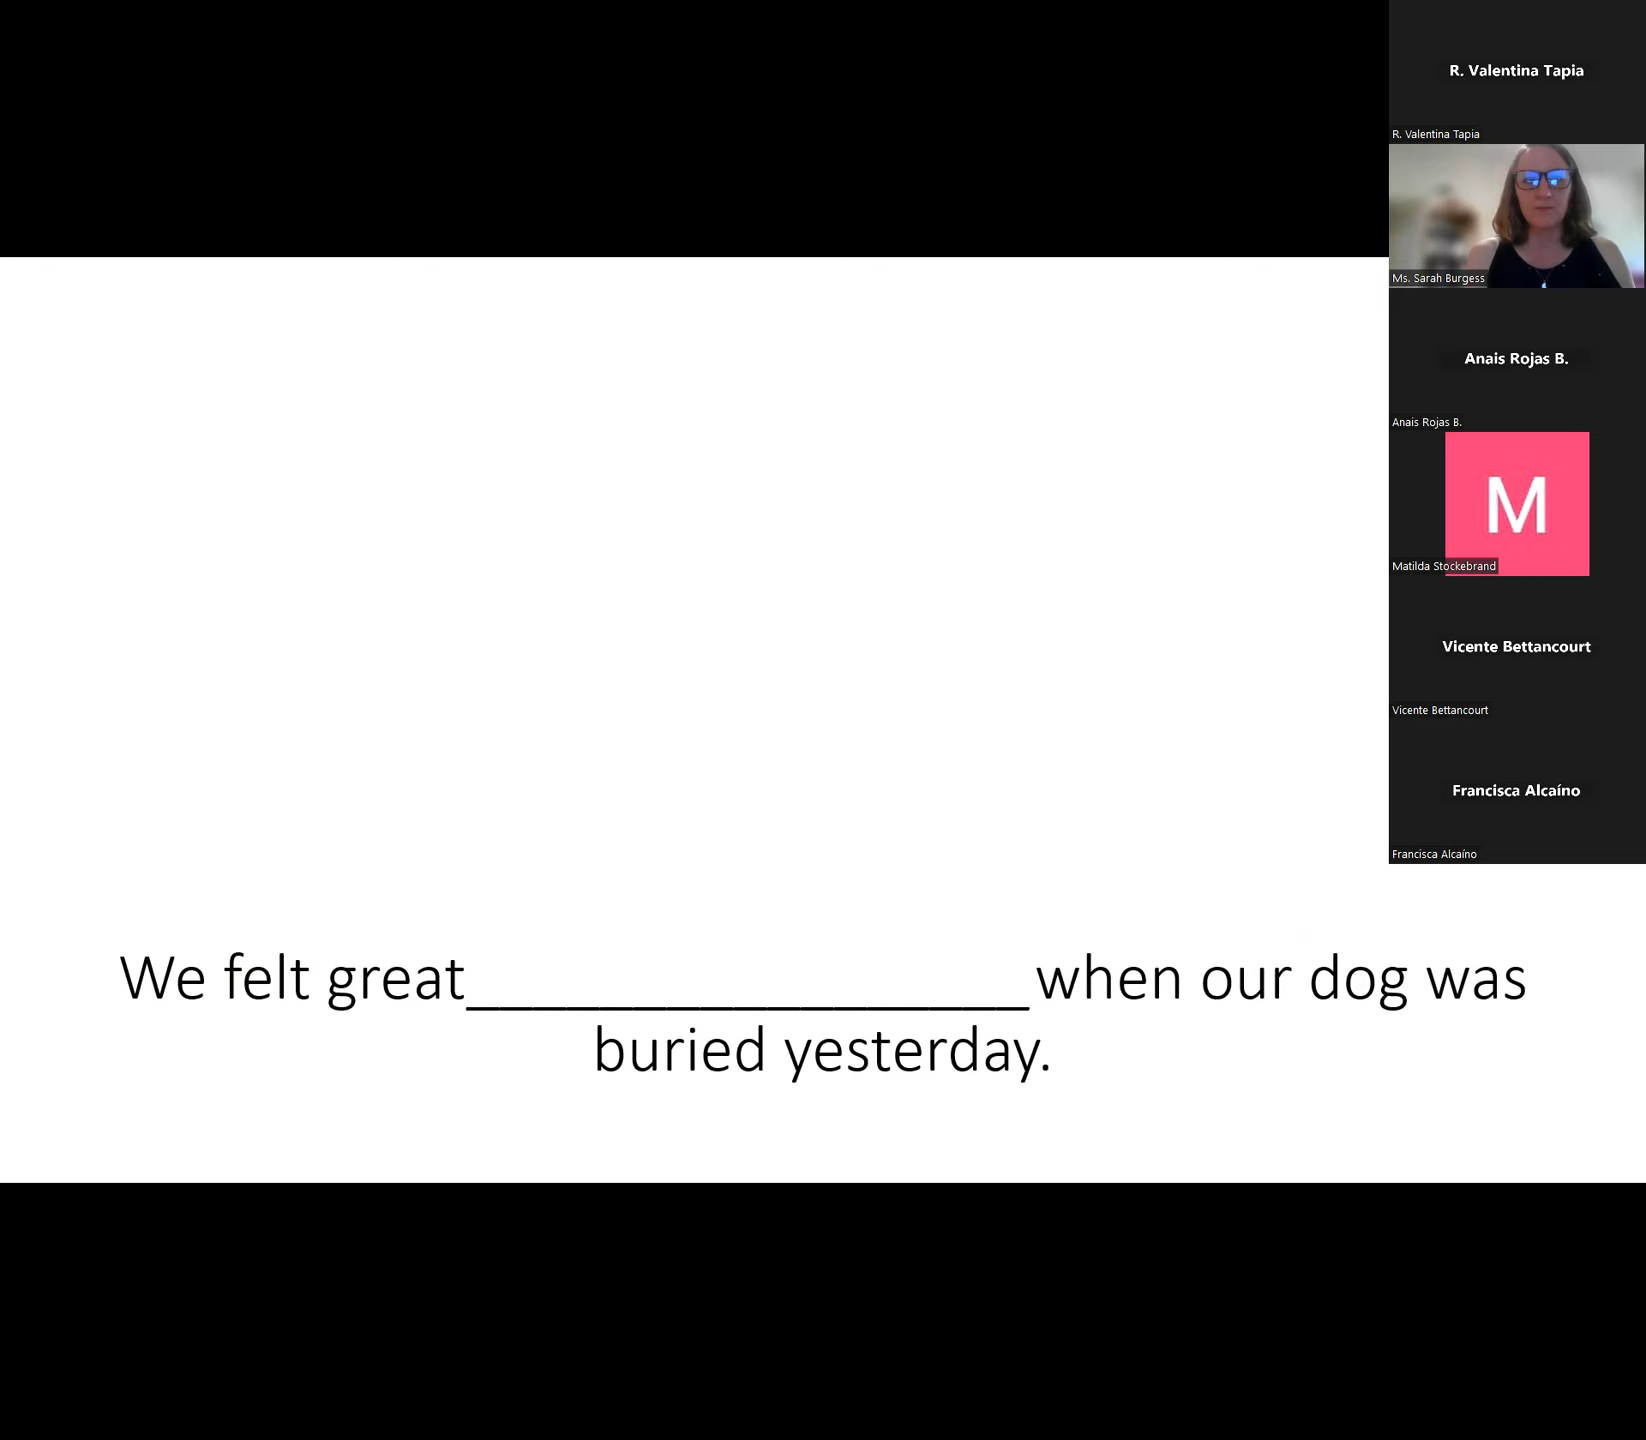 R. Valentina Tapia
R. Valentina Tapia
Ms. Sarah Burgess
Anais Rojas B.
Anais Rojas B.
M
Matilda Stockebrand
Vicente Bettancourt
Vicente Bettancourt
Francisca Alcaíno
Francisca Alcaíno
We felt great_________________when our dog was
buried yesterday.